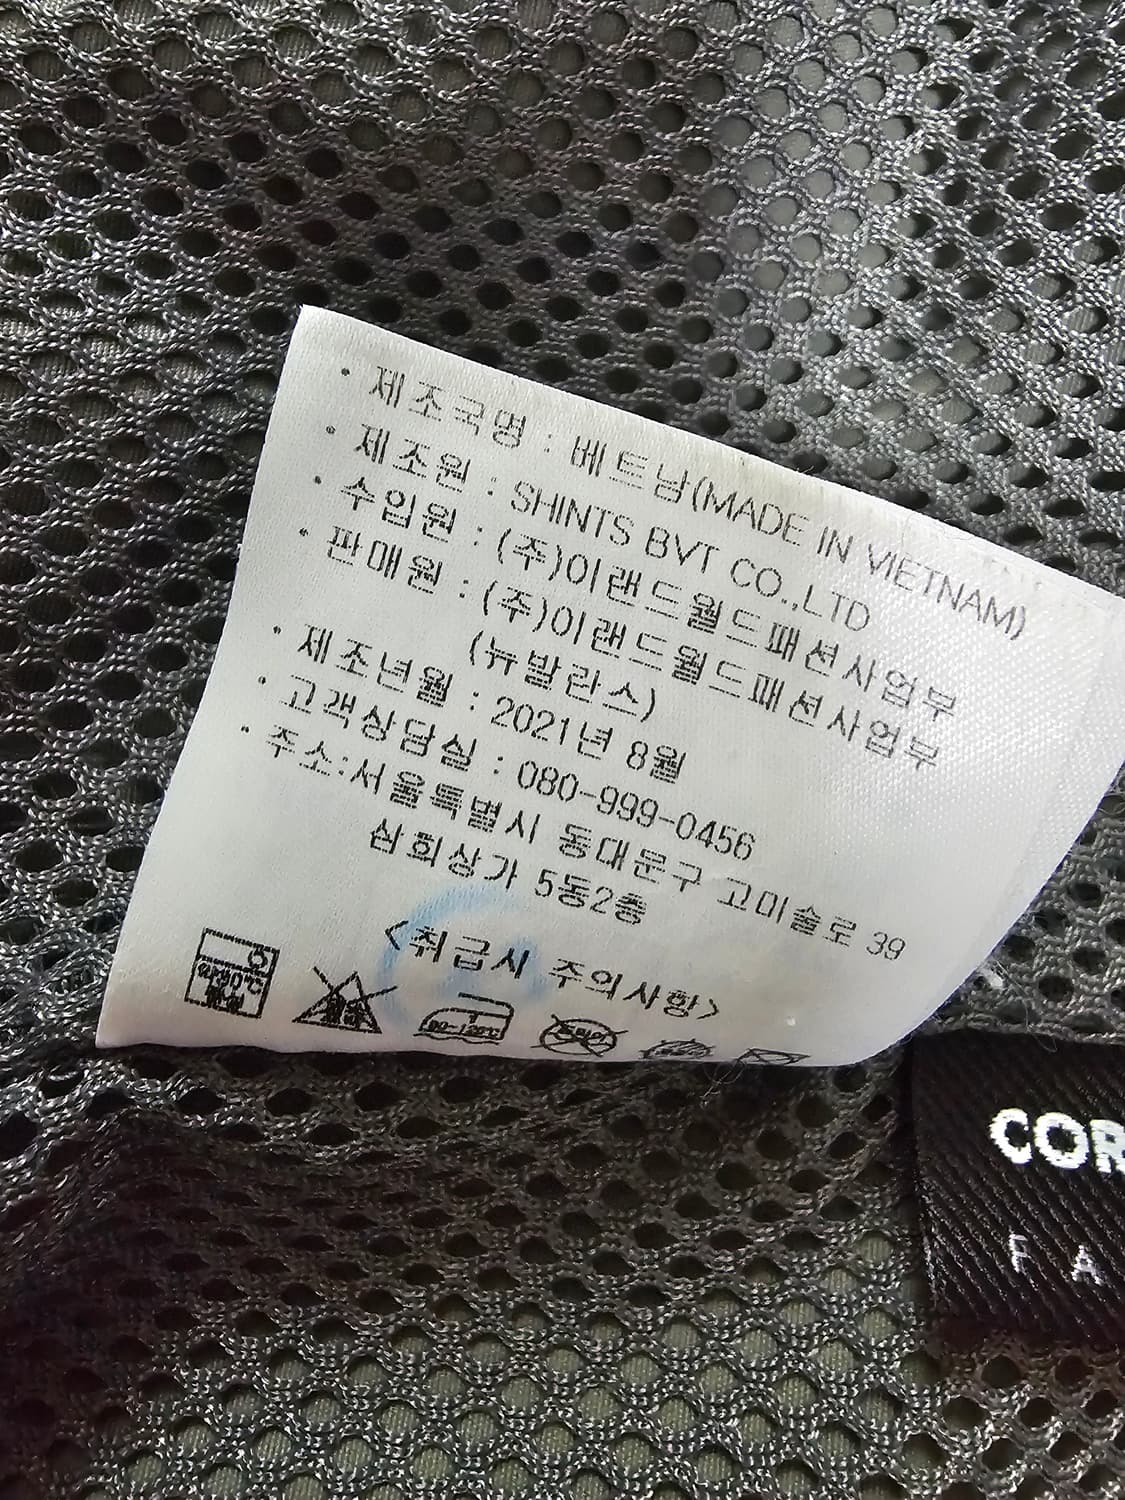 · 제조국명 : 베트남(MADE IN VIETNAM)
· 제조원 : SHINTS BVT CO.,LTD
· 수입원 : (주)이랜드월드패션사업부
· 판매원 : (주)이랜드월드패션사업부
(뉴발란스)
· 제조년월 : 2021년 8월
· 고객상담실 : 080-999-0456
· 주소:서울특별시 동대문구 고미술로 39
삼희상가 5동2층
<취급시 주의사항>
80~120℃
COR
FA